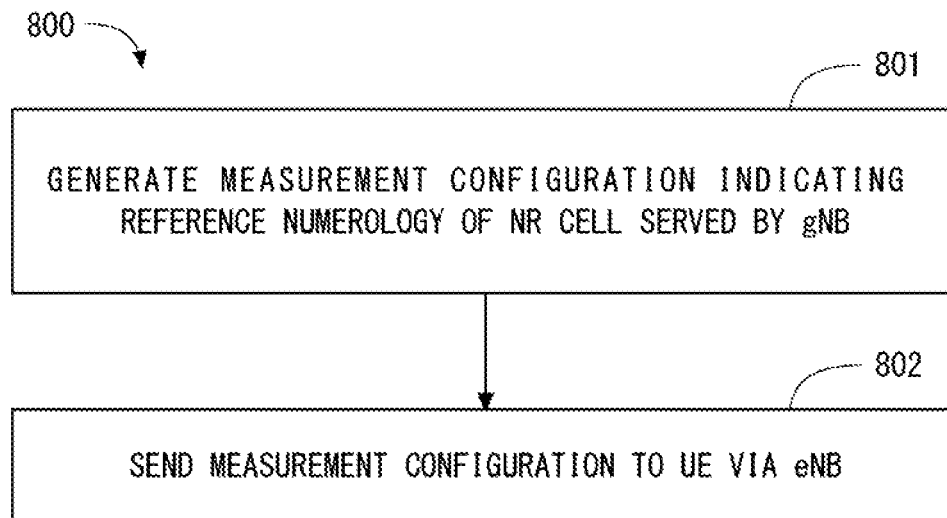 800
801
GENERATE MEASUREMENT CONFIGURATION INDICATING
REFERENCE NUMEROLOGY OF NR CELL SERVED BY gNB
802
SEND MEASUREMENT CONFIGURATION TO UE VIA eNB